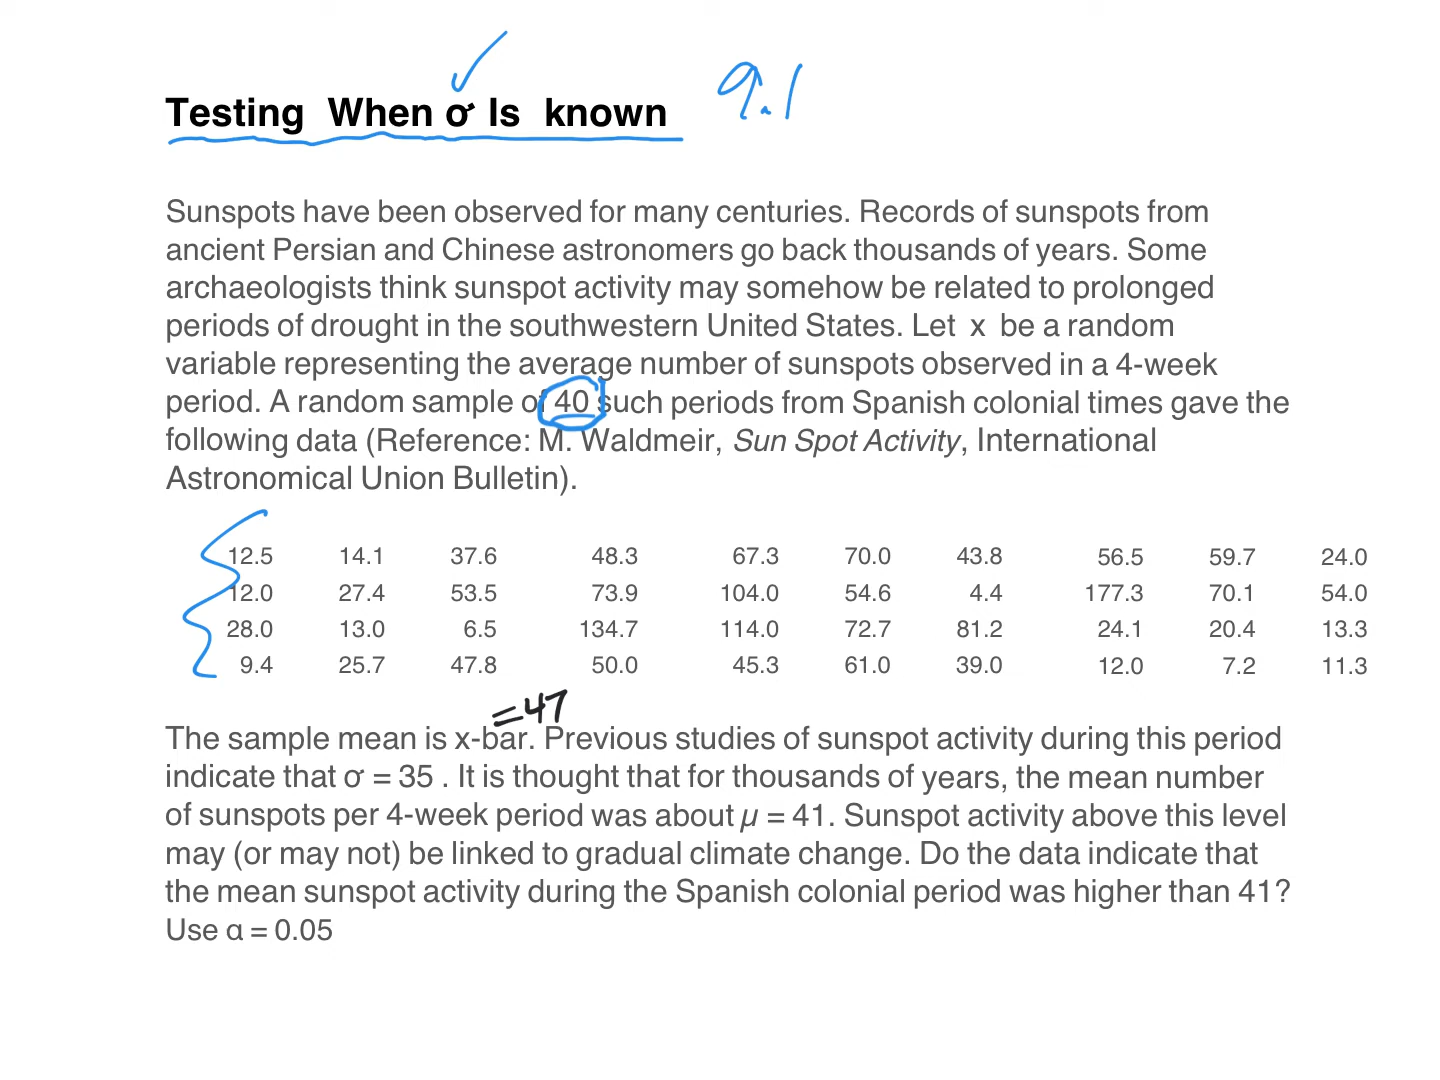 Testing When σ Is known 9.1
Sunspots have been observed for many centuries. Records of sunspots from
ancient Persian and Chinese astronomers go back thousands of years. Some
archaeologists think sunspot activity may somehow be related to prolonged
periods of drought in the southwestern United States. Let x be a random
variable representing the average number of sunspots observed in a 4-week
period. A random sample of 40 such periods from Spanish colonial times gave the
following data (Reference: M. Waldmeir, Sun Spot Activity, International
Astronomical Union Bulletin).
12.5 14.1 37.6 48.3 67.3 70.0 43.8 56.5 59.7 24.0
12.0 27.4 53.5 73.9 104.0 54.6 4.4 177.3 70.1 54.0
28.0 13.0 6.5 134.7 114.0 72.7 81.2 24.1 20.4 13.3
9.4 25.7 47.8 50.0 45.3 61.0 39.0 12.0 7.2 11.3
=47
The sample mean is x-bar. Previous studies of sunspot activity during this period
indicate that σ = 35 . It is thought that for thousands of years, the mean number
of sunspots per 4-week period was about μ = 41. Sunspot activity above this level
may (or may not) be linked to gradual climate change. Do the data indicate that
the mean sunspot activity during the Spanish colonial period was higher than 41?
Use α = 0.05